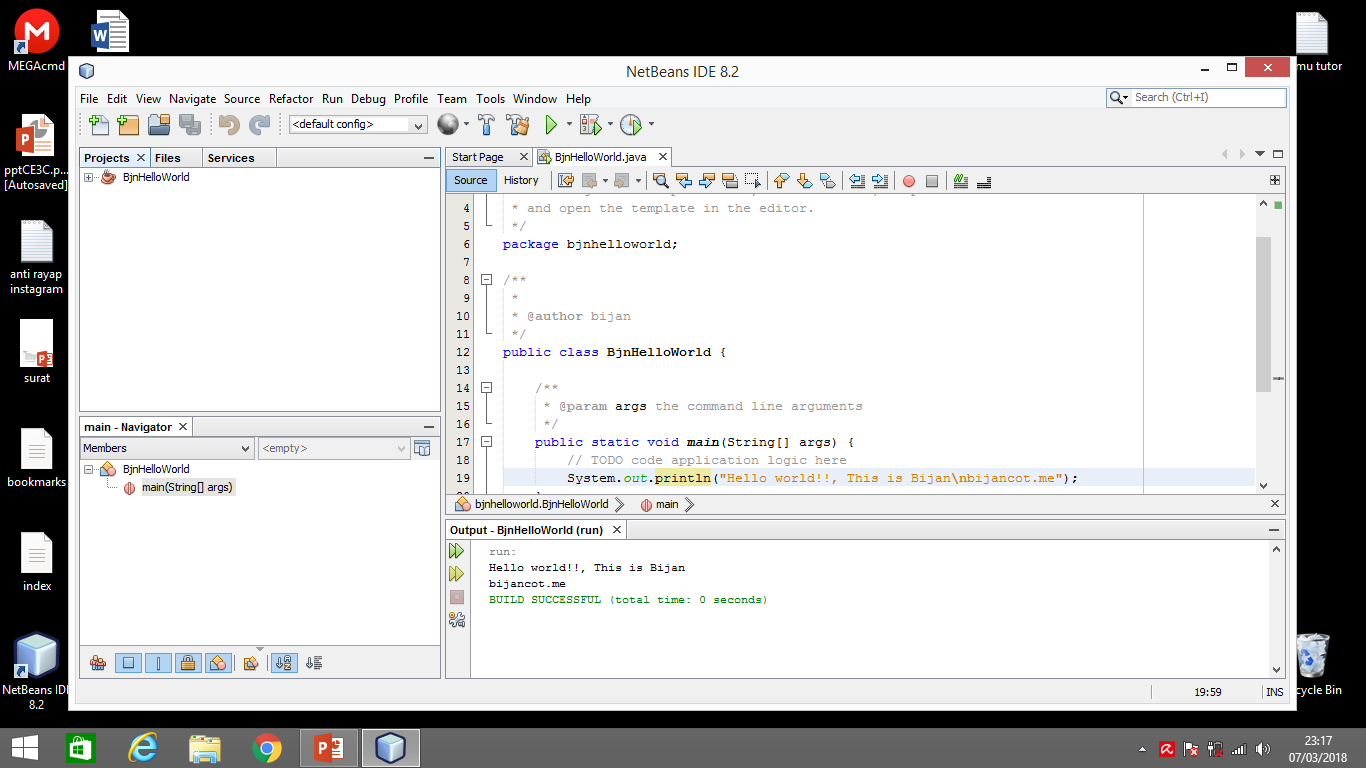 MEGAcmd
pptCE3C.p...
[Autosaved]
anti rayap
instagram
surat
bookmarks
index
NetBeans IDE
8.2
mu tutor
cycle Bin
NetBeans IDE 8.2
File Edit View Navigate Source Refactor Run Debug Profile Team Tools Window Help
Search (Ctrl+I)
<default config>
Projects Files Services
BjnHelloWorld
main - Navigator
Members <empty>
BjnHelloWorld
main(String[] args)
Start Page BjnHelloWorld.java
Source History
4 * and open the template in the editor.
5 */
6 package bjnhelloworld;
7
8 /**
9 *
10 * @author bijan
11 */
12 public class BjnHelloWorld {
13
14 /**
15 * @param args the command line arguments
16 */
17 public static void main(String[] args) {
18 // TODO code application logic here
19 System.out.println("Hello world!!, This is Bijan\nbijancot.me");
bjnhelloworld.BjnHelloWorld main
Output - BjnHelloWorld (run)
run:
Hello world!!, This is Bijan
bijancot.me
BUILD SUCCESSFUL (total time: 0 seconds)
19:59 INS
23:17
07/03/2018